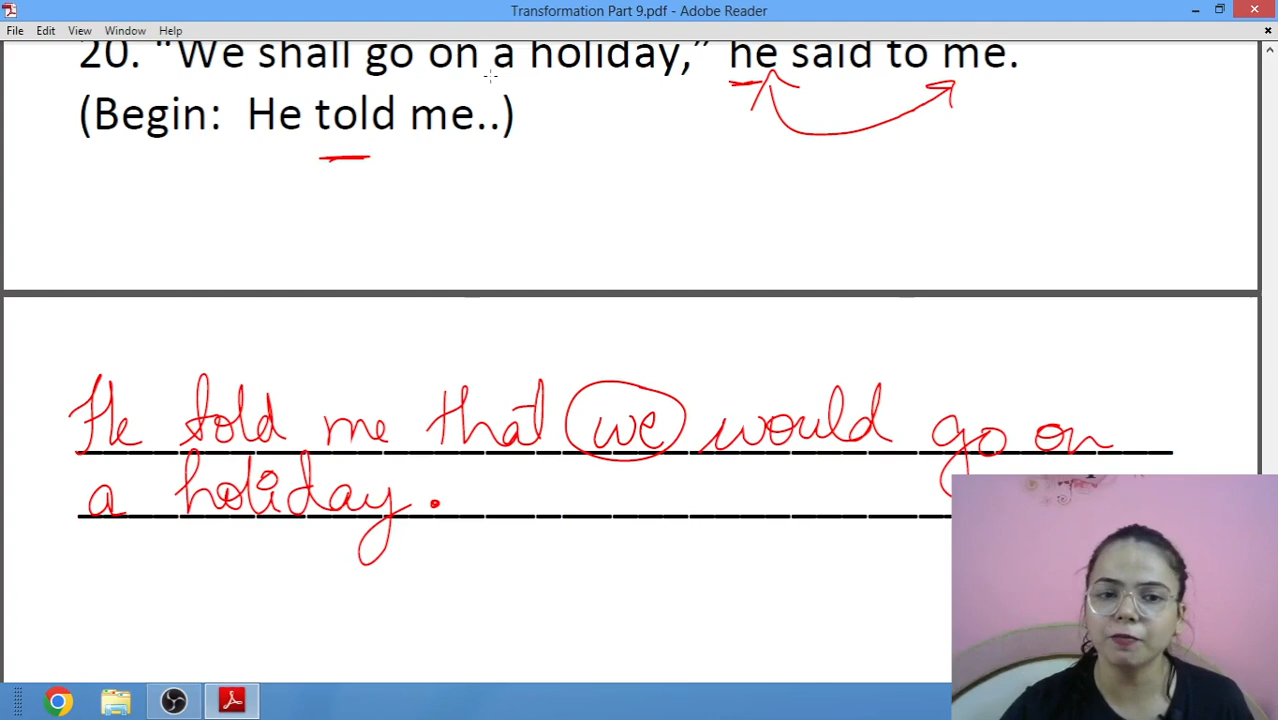 Transformation Part 9.pdf - Adobe Reader
File Edit View Window Help
20. “We shall go on a holiday,” he said to me.
(Begin: He told me..)
He told me that we would go on
a holiday.